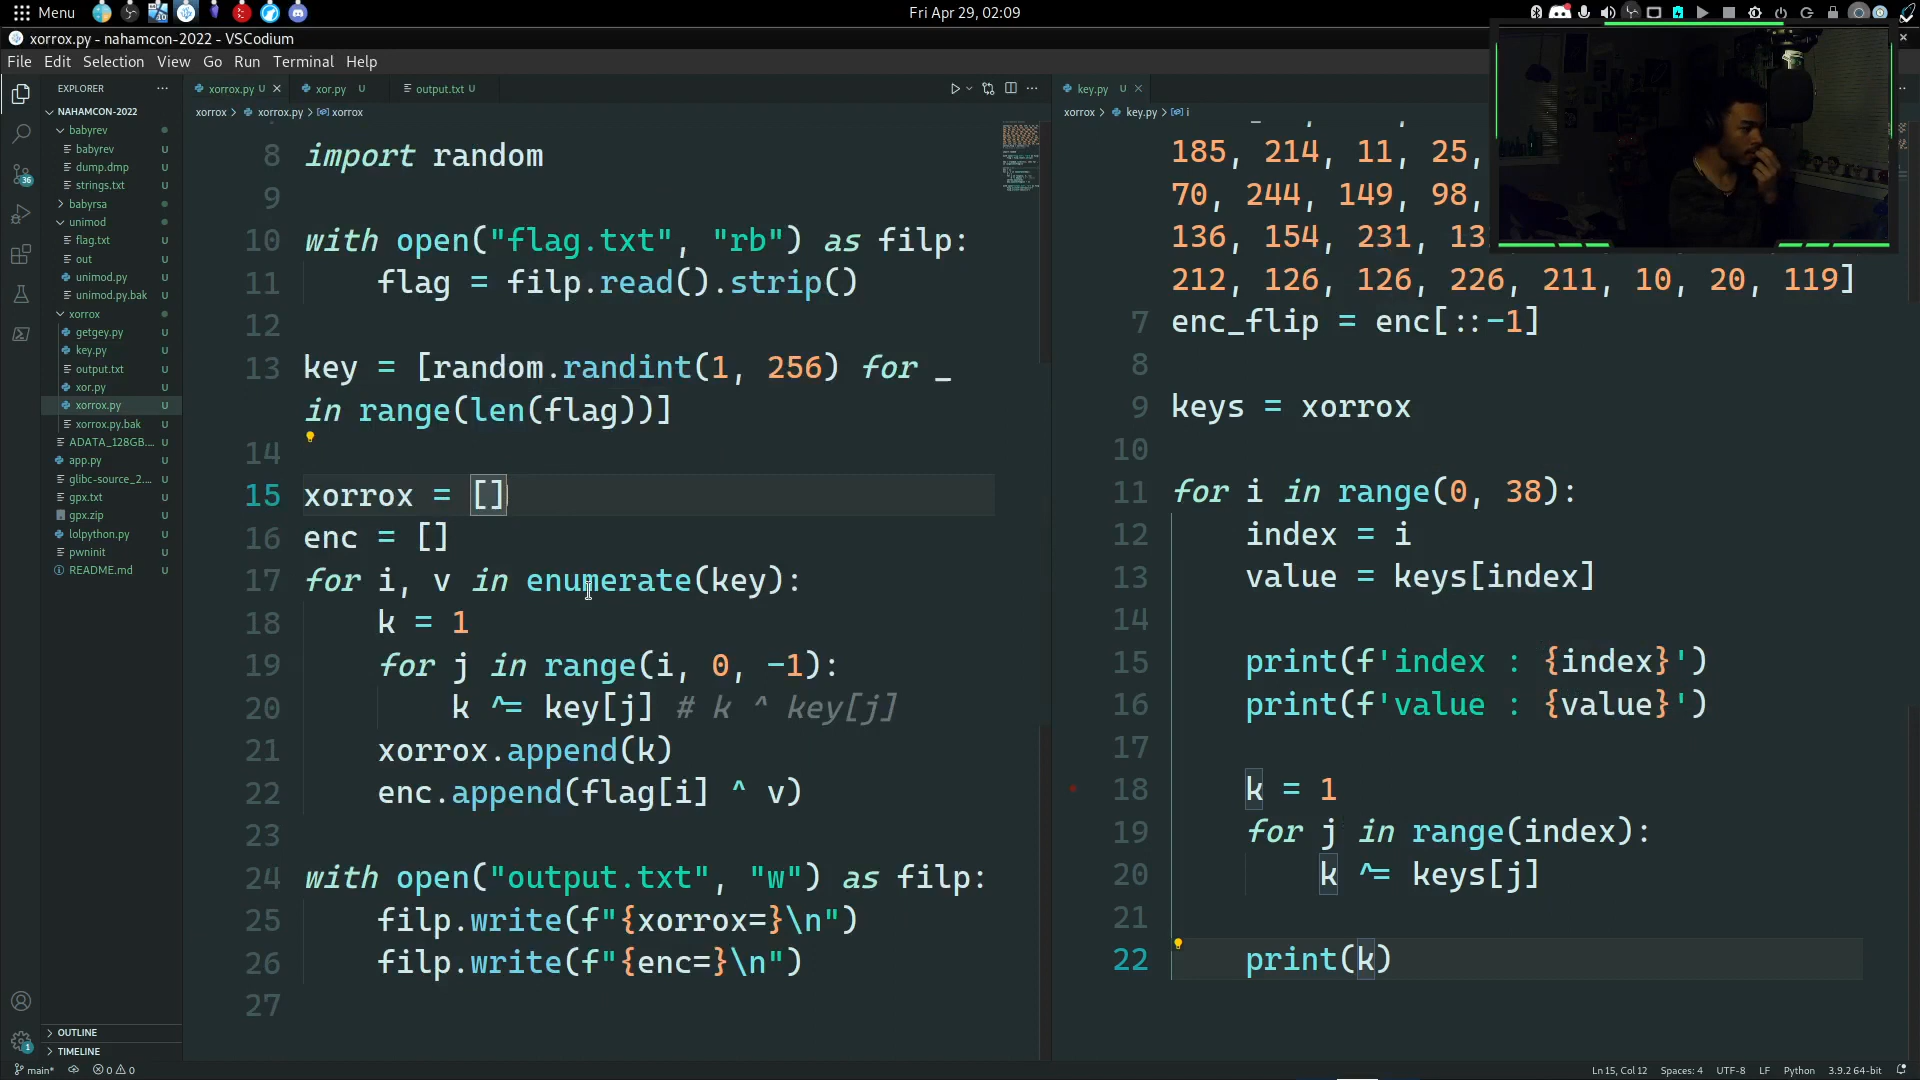 Menu
Fri Apr 29, 02:09
xorrox.py - nahamcon-2022 - VSCodium
File Edit Selection View Go Run Terminal Help
EXPLORER
NAHAMCON-2022
babyrev
babyrev U
dump.dmp U
strings.txt U
babyrsa
unimod
flag.txt U
out U
unimod.py U
unimod.py.bak U
xorrox
getgey.py U
key.py U
output.txt U
xor.py U
xorrox.py U
xorrox.py.bak U
ADATA_128GB.... U
app.py U
glibc-source_2.... U
gpx.txt U
gpx.zip U
lolpython.py U
pwninit U
README.md U
OUTLINE
TIMELINE
36
1
xorrox.py U
xor.py U
output.txt U
xorrox > xorrox.py > xorrox
8 import random
9
10 with open("flag.txt", "rb") as filp:
11 flag = filp.read().strip()
12
13 key = [random.randint(1, 256) for _
in range(len(flag))]
14
15 xorrox = []
16 enc = []
17 for i, v in enumerate(key):
18 k = 1
19 for j in range(i, 0, -1):
20 k ^= key[j] # k ^ key[j]
21 xorrox.append(k)
22 enc.append(flag[i] ^ v)
23
24 with open("output.txt", "w") as filp:
25 filp.write(f"{xorrox=}\n")
26 filp.write(f"{enc=}\n")
27
key.py U
xorrox > key.py > i
185, 214, 11, 25,
70, 244, 149, 98,
136, 154, 231, 13
212, 126, 126, 226, 211, 10, 20, 119]
7 enc_flip = enc[::-1]
8
9 keys = xorrox
10
11 for i in range(0, 38):
12 index = i
13 value = keys[index]
14
15 print(f'index : {index}')
16 print(f'value : {value}')
17
18 k = 1
19 for j in range(index):
20 k ^= keys[j]
21
22 print(k)
main* 0 0
Ln 15, Col 12 Spaces: 4 UTF-8 LF Python 3.9.2 64-bit